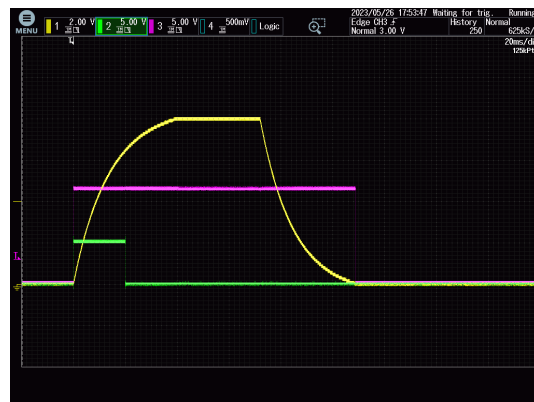 2023/05/26 17:53:47 Waiting for trig. Running
MENU 1 2.00 V 2 5.00 V 3 5.00 V 4 500mV Logic
Edge CH3 History Normal
Normal 3.00 V 250 625kS/
20ms/di
125kPt